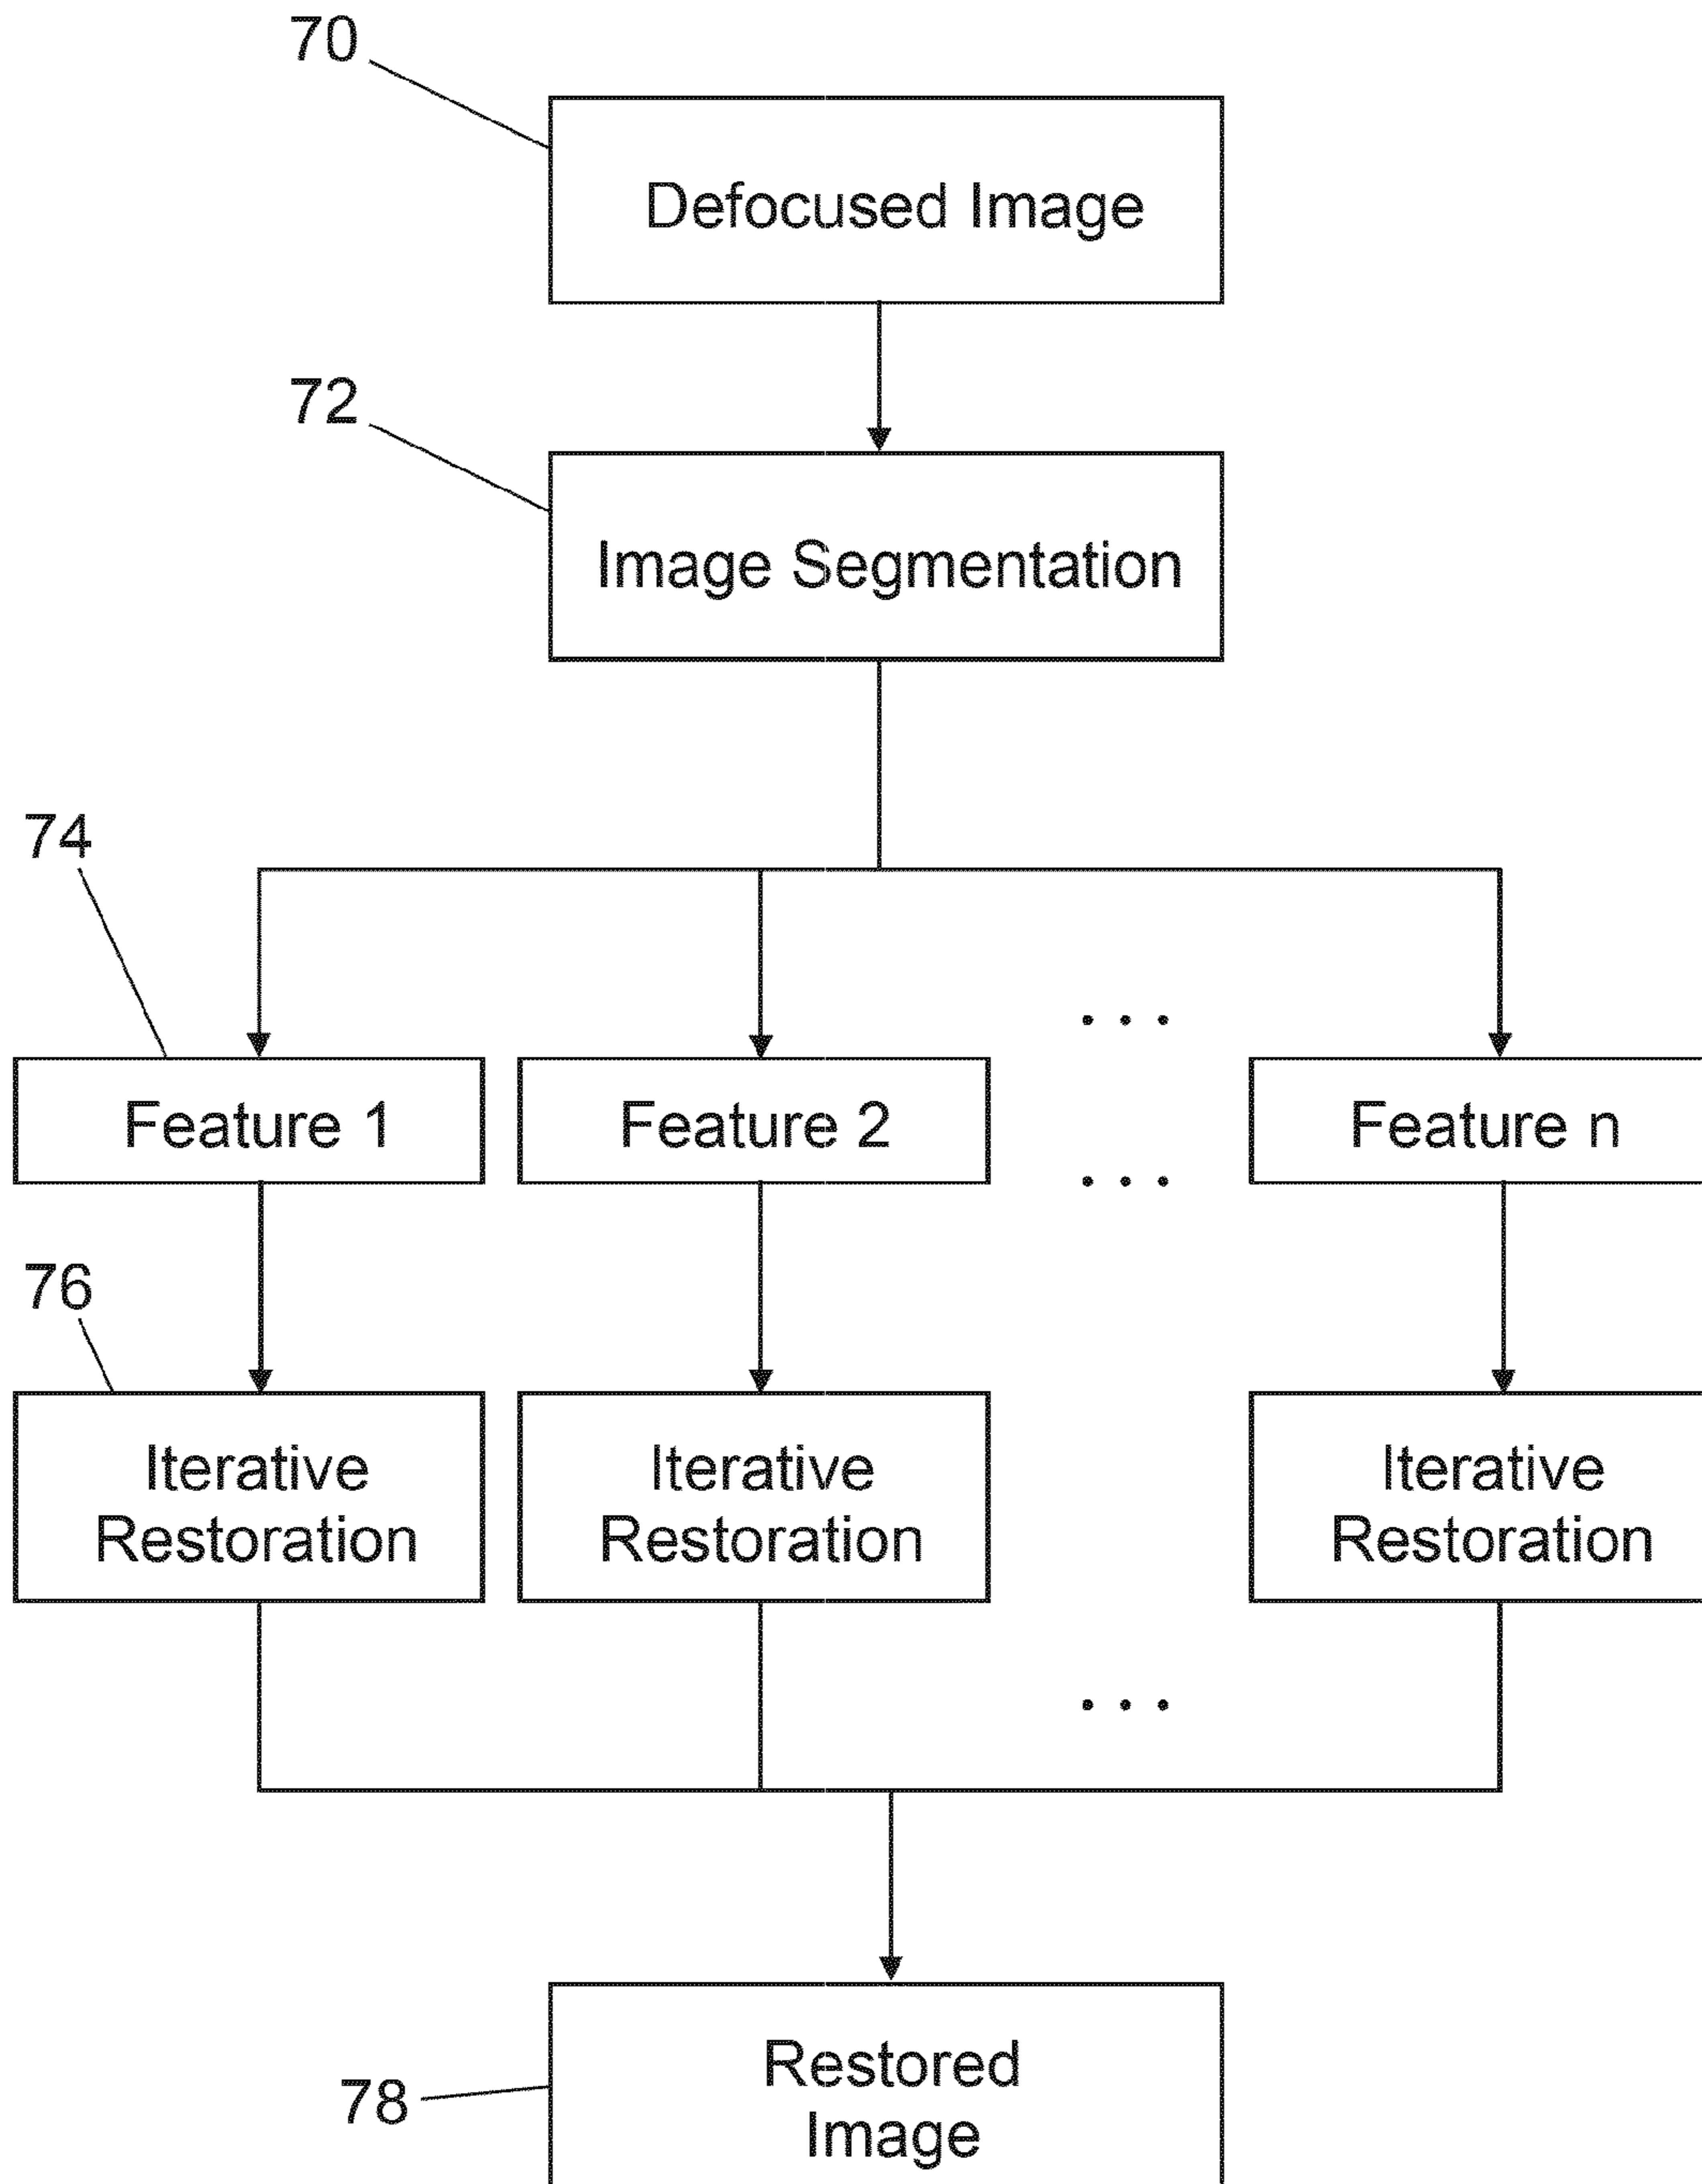 70
Defocused Image
72
Image Segmentation
74
. . .
Feature 1
Feature 2
Feature n
. . .
76
Iterative
Restoration
Iterative
Restoration
Iterative
Restoration
. . .
Restored
Image
78